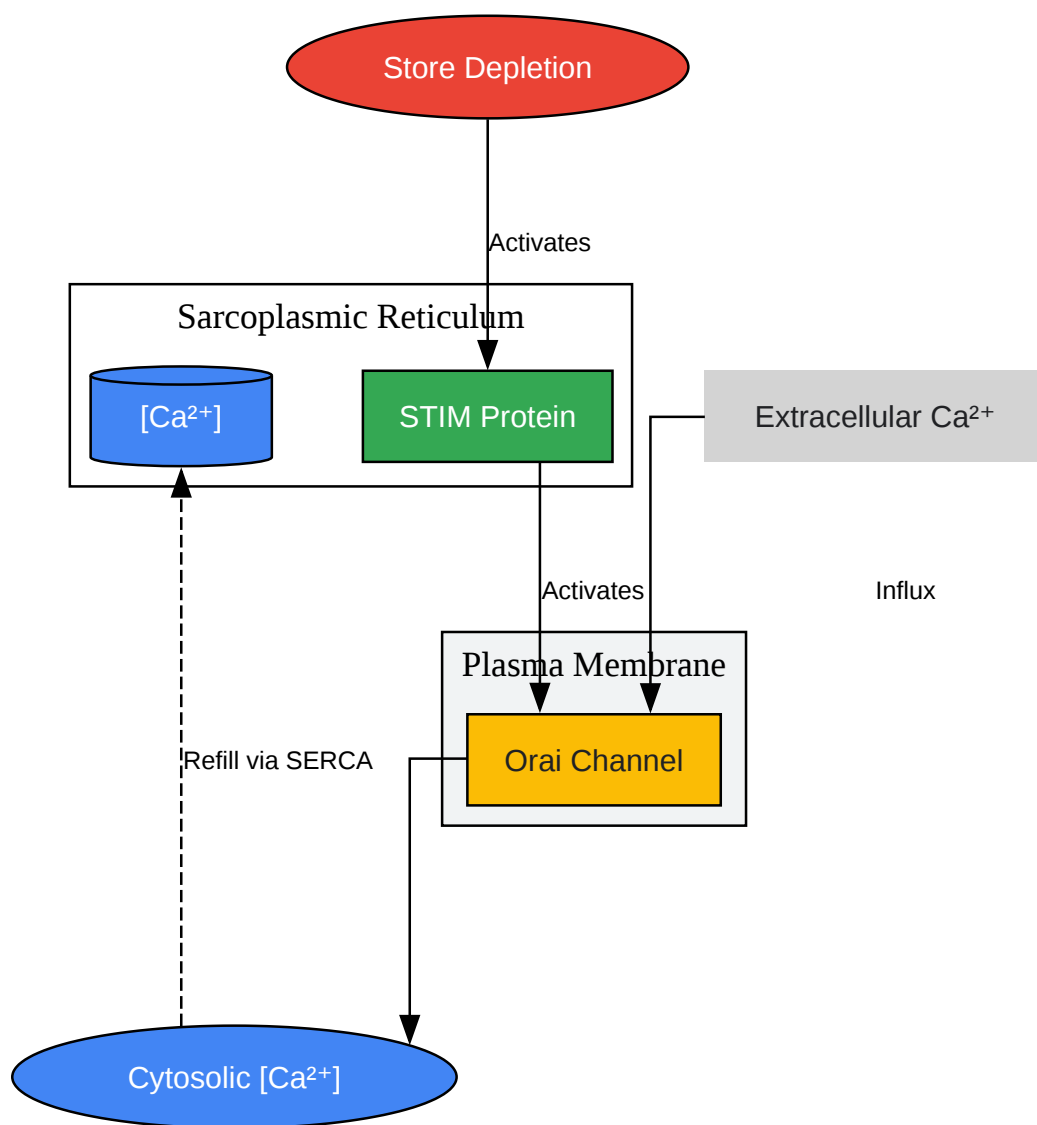 Store Depletion
Activates
Sarcoplasmic Reticulum
[Ca²⁺]
STIM Protein
Extracellular Ca²⁺
Activates
Influx
Plasma Membrane
Orai Channel
Refill via SERCA
Cytosolic [Ca²⁺]